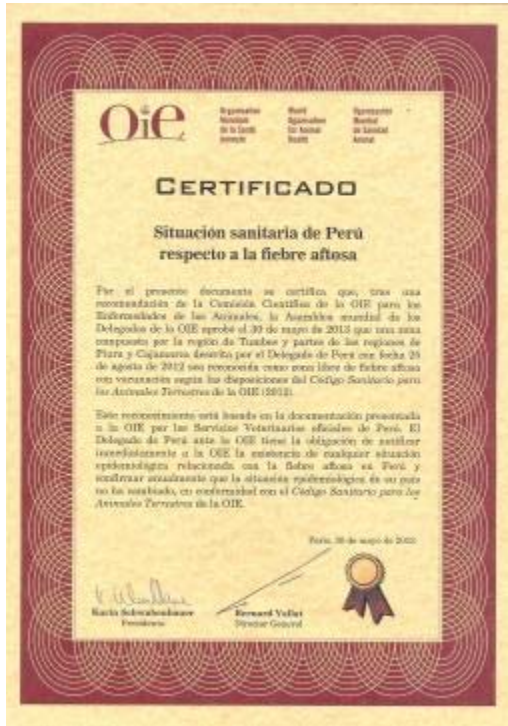 Oie
Organisation
Mondiale
de la Santé
Animale
World
Organisation
for Animal
Health
Organización
Mundial
de Sanidad
Animal
CERTIFICADO
Situación sanitaria de Perú
respecto a la fiebre aftosa
Por el presente documento se certifica que, tras una
recomendación de la Comisión Científica de la OIE para las
Enfermedades de los Animales, la Asamblea mundial de los
Delegados de la OIE aprobó el 30 de mayo de 2013 que una zona
compuesta por la región de Tumbes y partes de las regiones de
Piura y Cajamarca descrita por el Delegado de Perú con fecha 25
de agosto de 2012 sea reconocida como zona libre de fiebre aftosa
con vacunación según las disposiciones del Código Sanitario para
los Animales Terrestres de la OIE (2012).
Este reconocimiento está basado en la documentación presentada
a la OIE por los Servicios Veterinarios oficiales de Perú. El
Delegado de Perú ante la OIE tiene la obligación de notificar
inmediatamente a la OIE la existencia de cualquier situación
epidemiológica relacionada con la fiebre aftosa en Perú y
confirmar anualmente que la situación epidemiológica de su país
no ha cambiado, en conformidad con el Código Sanitario para los
Animales Terrestres de la OIE.
París, 30 de mayo de 2013
Karin Schwabenbauer
Presidenta
Bernard Vallat
Director General